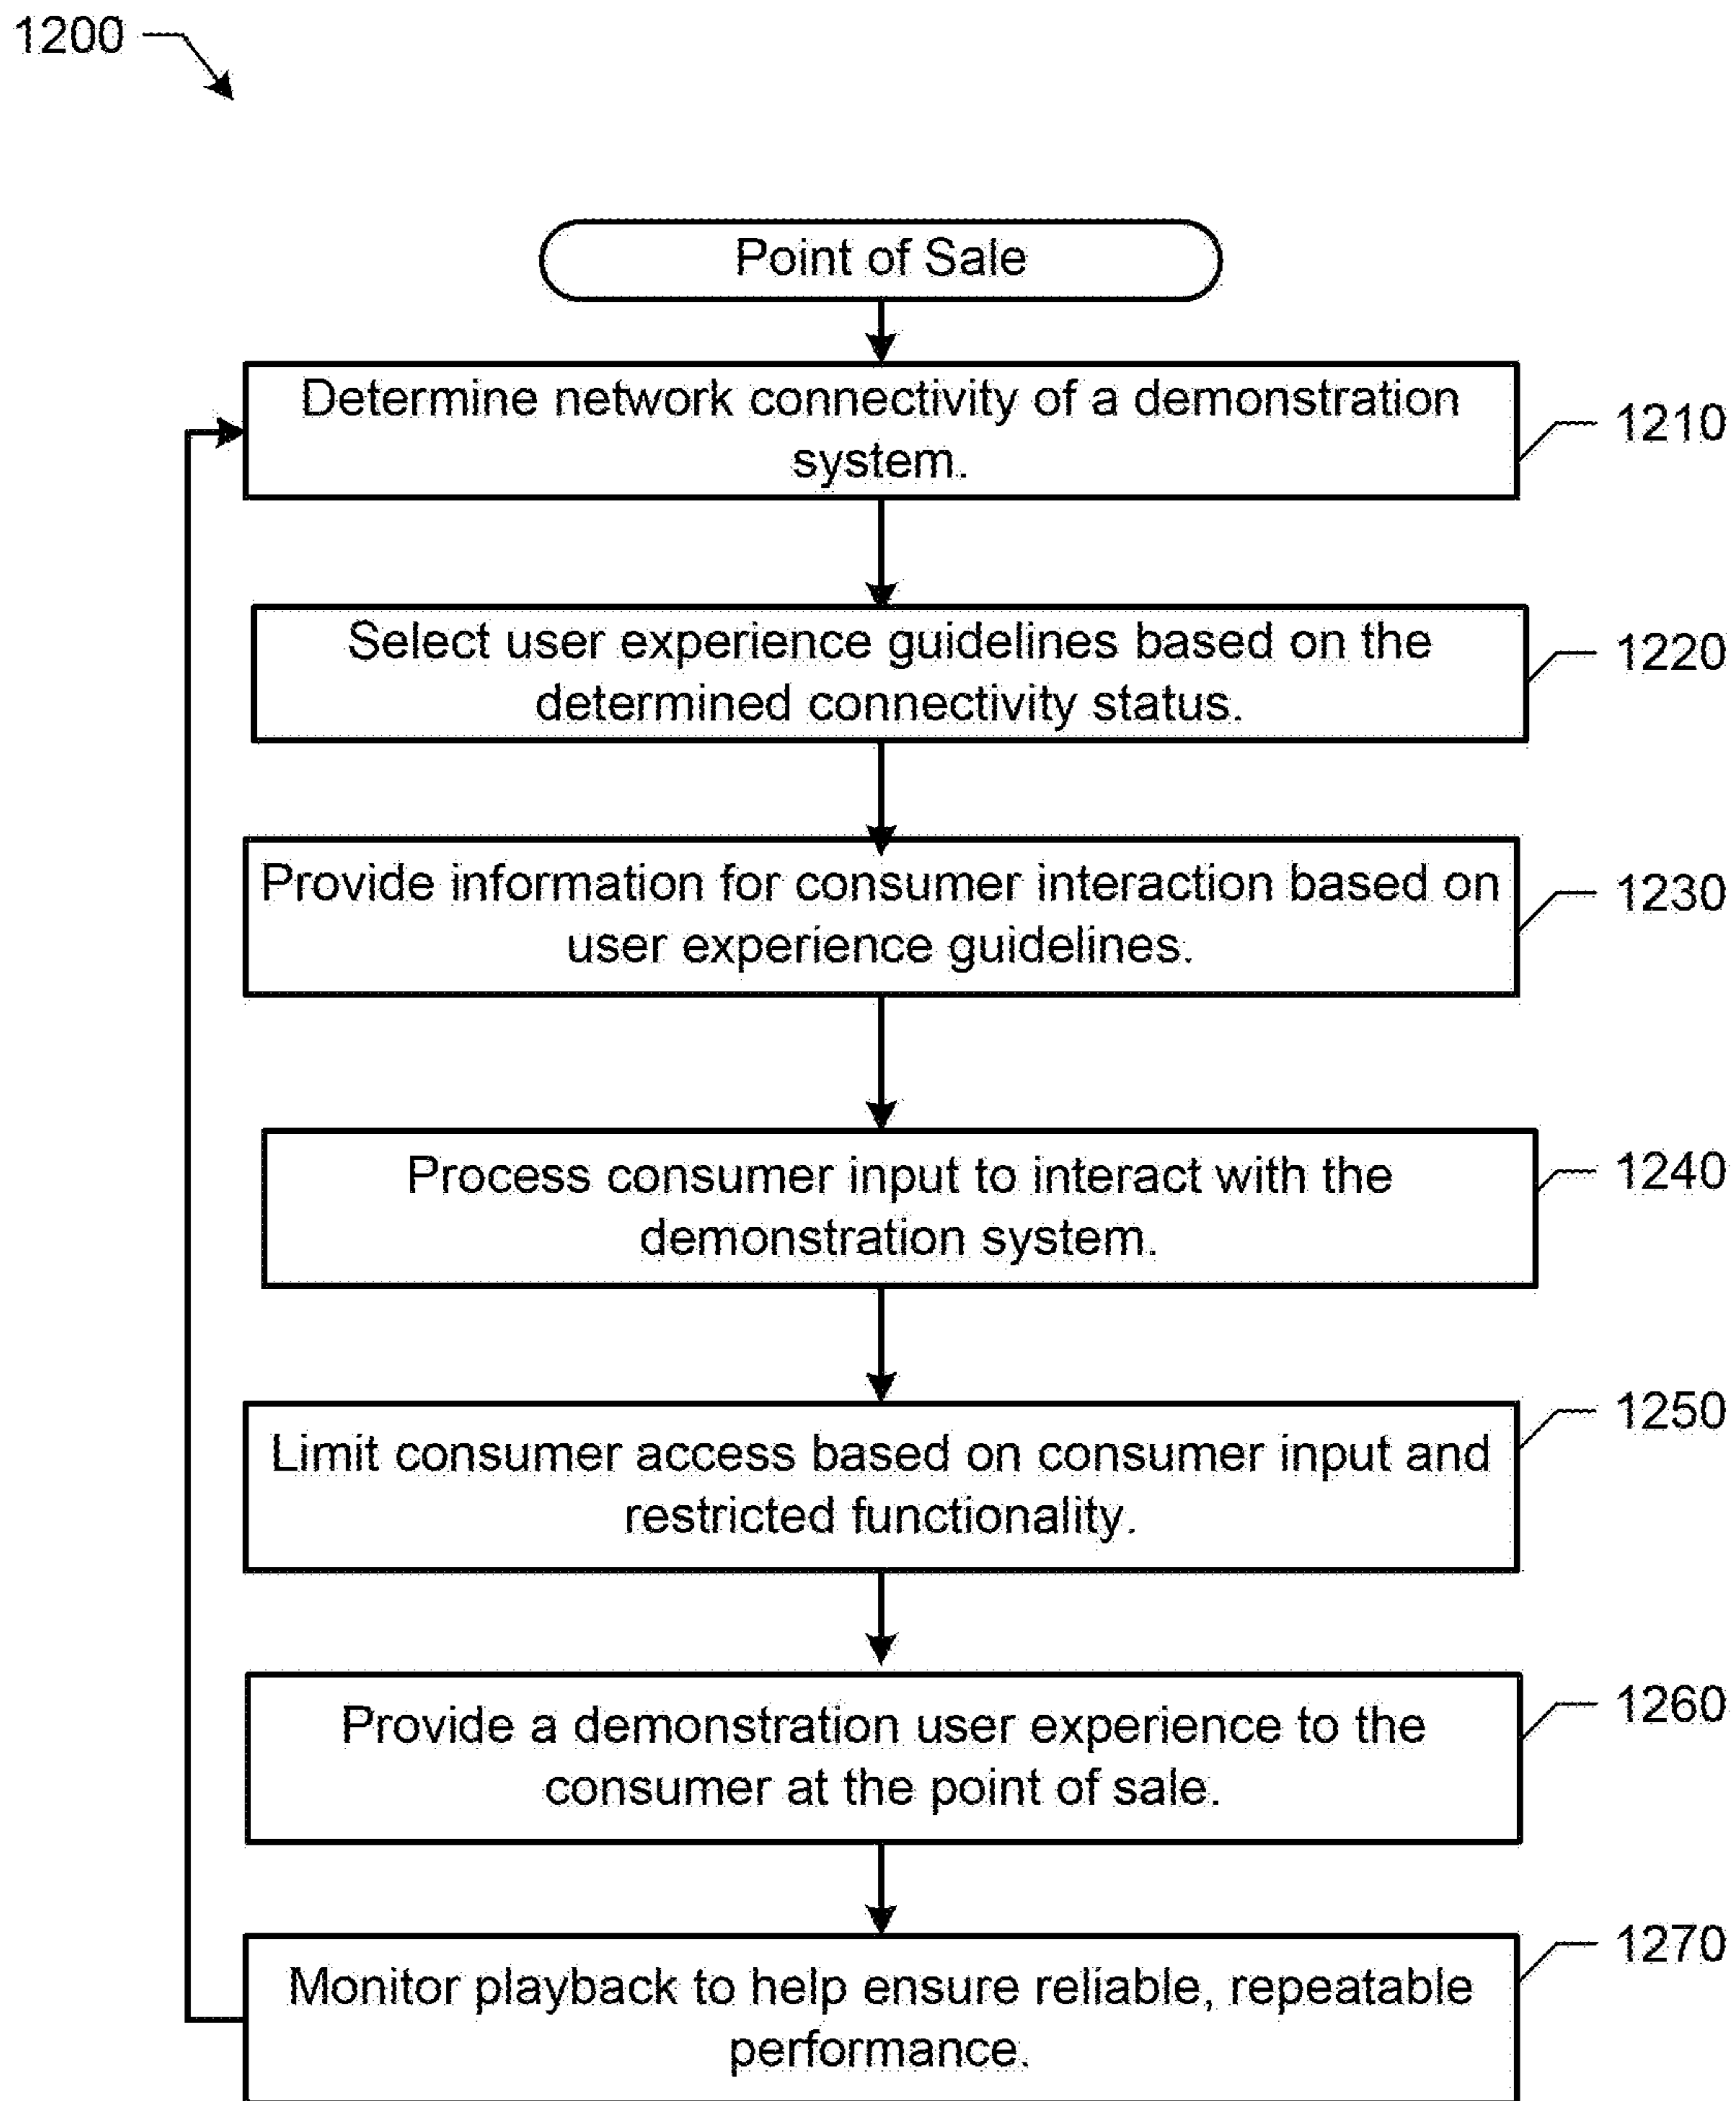 1200
Point of Sale
Determine network connectivity of a demonstration
system.
1210
Select user experience guidelines based on the
determined connectivity status.
1220
Provide information for consumer interaction based on
user experience guidelines.
1230
Process consumer input to interact with the
demonstration system.
1240
Limit consumer access based on consumer input and
restricted functionality.
1250
Provide a demonstration user experience to the
consumer at the point of sale.
1260
Monitor playback to help ensure reliable, repeatable
performance.
1270